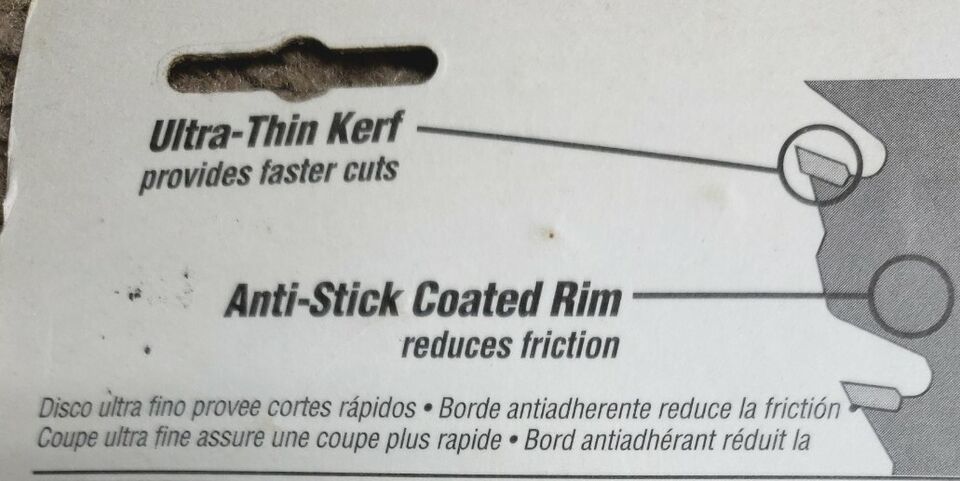 Ultra-Thin Kerf
provides faster cuts
Anti-Stick Coated Rim
reduces friction
Disco ultra fino provee cortes rápidos • Borde antiadherente reduce la frictión •
Coupe ultra fine assure une coupe plus rapide • Bord antiadhérant réduit la